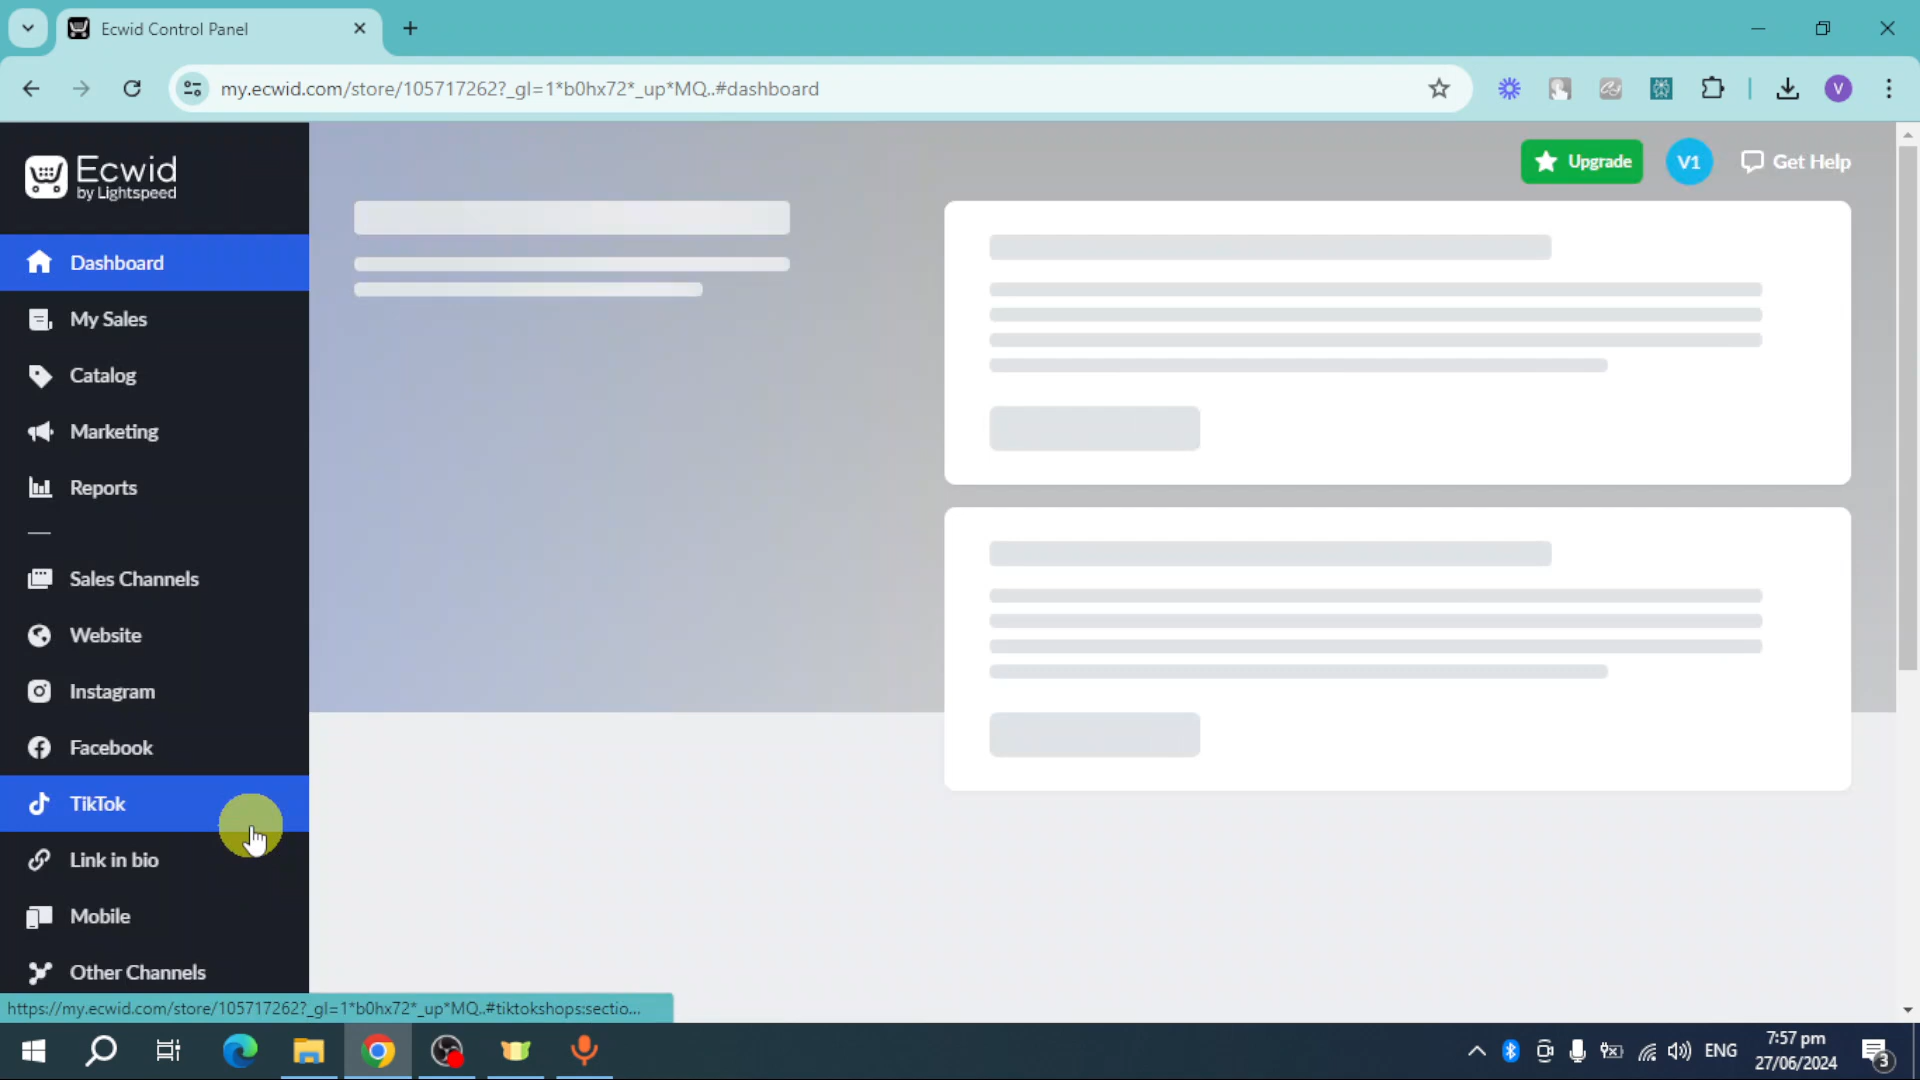 Ecwid Control Panel
my.ecwid.com/store/105717262?_gl=1*b0hx72*_up*MQ..#dashboard
V
Ecwid
by Lightspeed
Upgrade
V1
Get Help
Dashboard
My Sales
Catalog
Marketing
Reports
Sales Channels
Website
Instagram
Facebook
TikTok
Link in bio
Mobile
Other Channels
https://my.ecwid.com/store/105717262?_gl=1*b0hx72*_up*MQ..#tiktokshops:sectio...
ENG
7:57 pm
27/06/2024
3